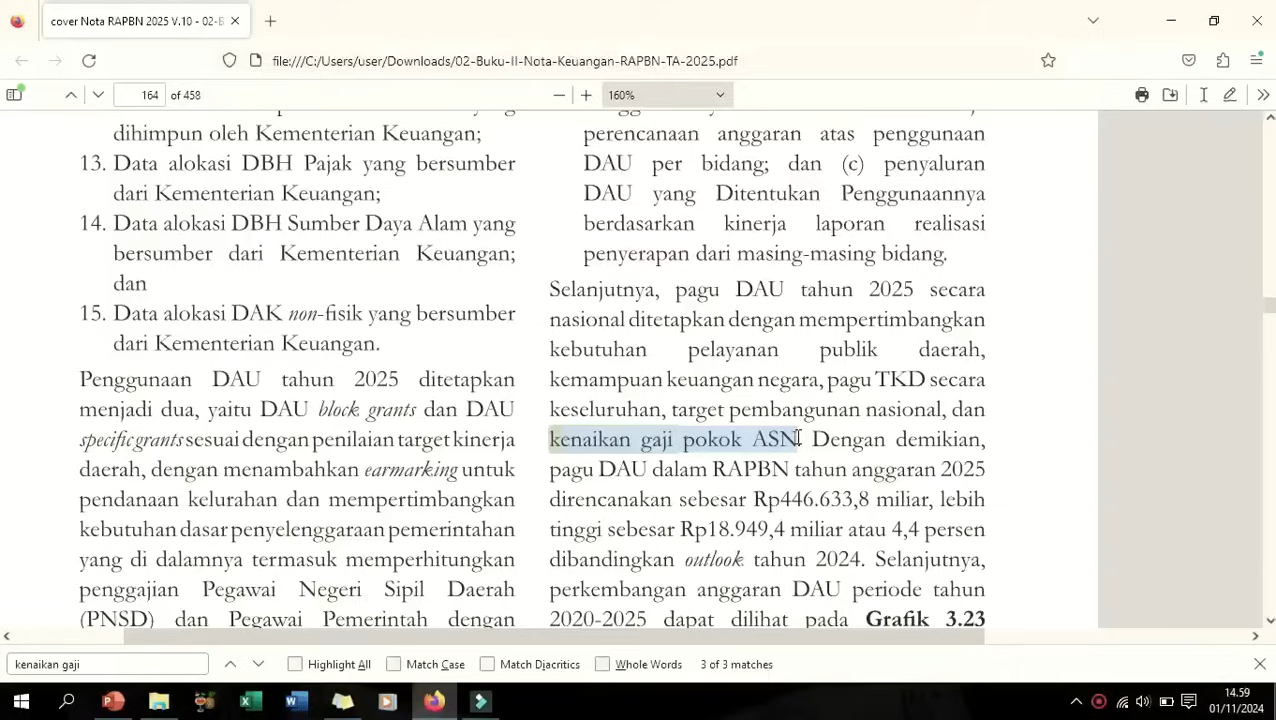 cover Nota RAPBN 2025 V.10 - 02-B
file:///C:/Users/user/Downloads/02-Buku-II-Nota-Keuangan-RAPBN-TA-2025.pdf
164 of 458
160%
dihimpun oleh Kementerian Keuangan;
13. Data alokasi DBH Pajak yang bersumber
dari Kementerian Keuangan;
14. Data alokasi DBH Sumber Daya Alam yang
bersumber dari Kementerian Keuangan;
dan
15. Data alokasi DAK non-fisik yang bersumber
dari Kementerian Keuangan.
Penggunaan DAU tahun 2025 ditetapkan
menjadi dua, yaitu DAU block grants dan DAU
specific grants sesuai dengan penilaian target kinerja
daerah, dengan menambahkan earmarking untuk
pendanaan kelurahan dan mempertimbangkan
kebutuhan dasar penyelenggaraan pemerintahan
yang di dalamnya termasuk memperhitungkan
penggajian Pegawai Negeri Sipil Daerah
(PNSD) dan Pegawai Pemerintah dengan
perencanaan anggaran atas penggunaan
DAU per bidang; dan (c) penyaluran
DAU yang Ditentukan Penggunaannya
berdasarkan kinerja laporan realisasi
penyerapan dari masing-masing bidang.
Selanjutnya, pagu DAU tahun 2025 secara
nasional ditetapkan dengan mempertimbangkan
kebutuhan pelayanan publik daerah,
kemampuan keuangan negara, pagu TKD secara
keseluruhan, target pembangunan nasional, dan
kenaikan gaji pokok ASN. Dengan demikian,
pagu DAU dalam RAPBN tahun anggaran 2025
direncanakan sebesar Rp446.633,8 miliar, lebih
tinggi sebesar Rp18.949,4 miliar atau 4,4 persen
dibandingkan outlook tahun 2024. Selanjutnya,
perkembangan anggaran DAU periode tahun
2020-2025 dapat dilihat pada Grafik 3.23
kenaikan gaji
Highlight All
Match Case
Match Diacritics
Whole Words
3 of 3 matches
14.59
01/11/2024